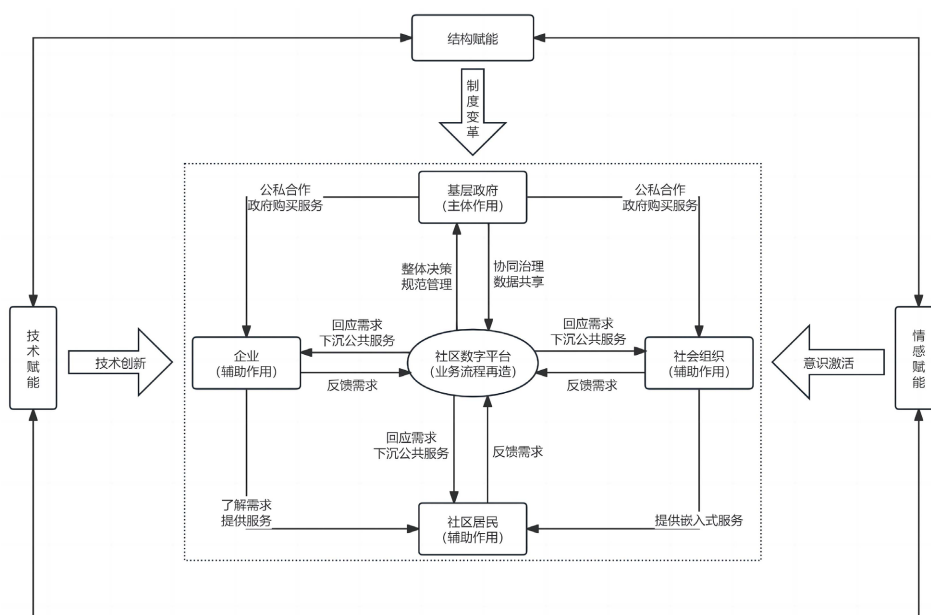 结构赋能
制度变革
公私合作
政府购买服务
基层政府
(主体作用)
公私合作
政府购买服务
整体决策
规范管理
协同治理
数据共享
技术赋能
技术创新
企业
(辅助作用)
回应需求
下沉公共服务
反馈需求
社区数字平台
(业务流程再造)
回应需求
下沉公共服务
反馈需求
社会组织
(辅助作用)
意识激活
情感赋能
回应需求
下沉公共服务
反馈需求
了解需求
提供服务
社区居民
(辅助作用)
提供嵌入式服务